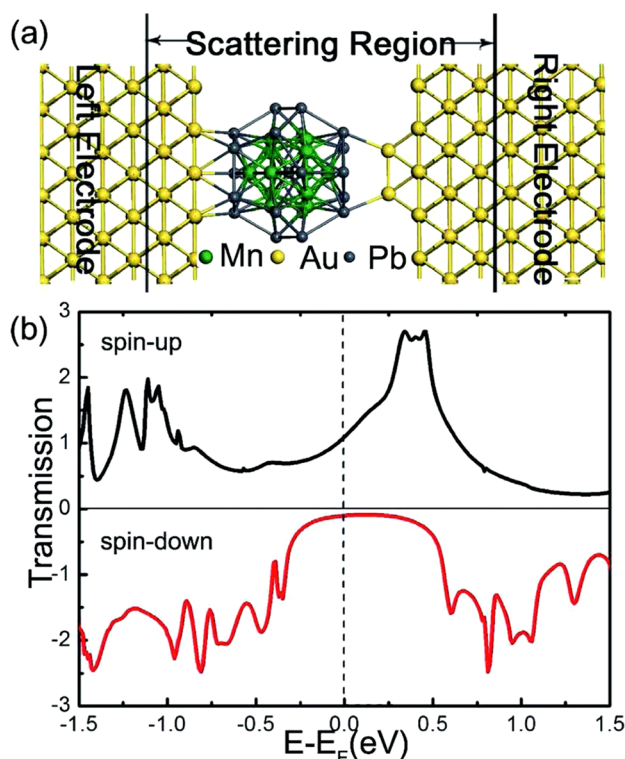 (a)
Scattering Region
Left Electrode
Right Electrode
Mn Au Pb
(b)
3
spin-up
2
1
0
spin-down
-1
-2
-3
Transmission
-1.5 -1.0 -0.5 0.0 0.5 1.0 1.5
E-E_F(eV)